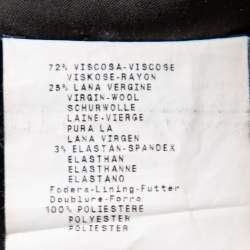 72% VISCOSA-VISCOSE
VISKOSE-RAYON
25% LANA VERGINE
VIRGIN-WOOL
SCHURWOLLE
LAINE-VIERGE
PURA LA
LANA VIRGEN
3% ELASTAN-SPANDEX
ELASTHAN
ELASTHANNE
ELASTANO
Fodera-Lining-Futter
Doublure-Forro
100% POLIESTERE
POLYESTER
POLIESTER